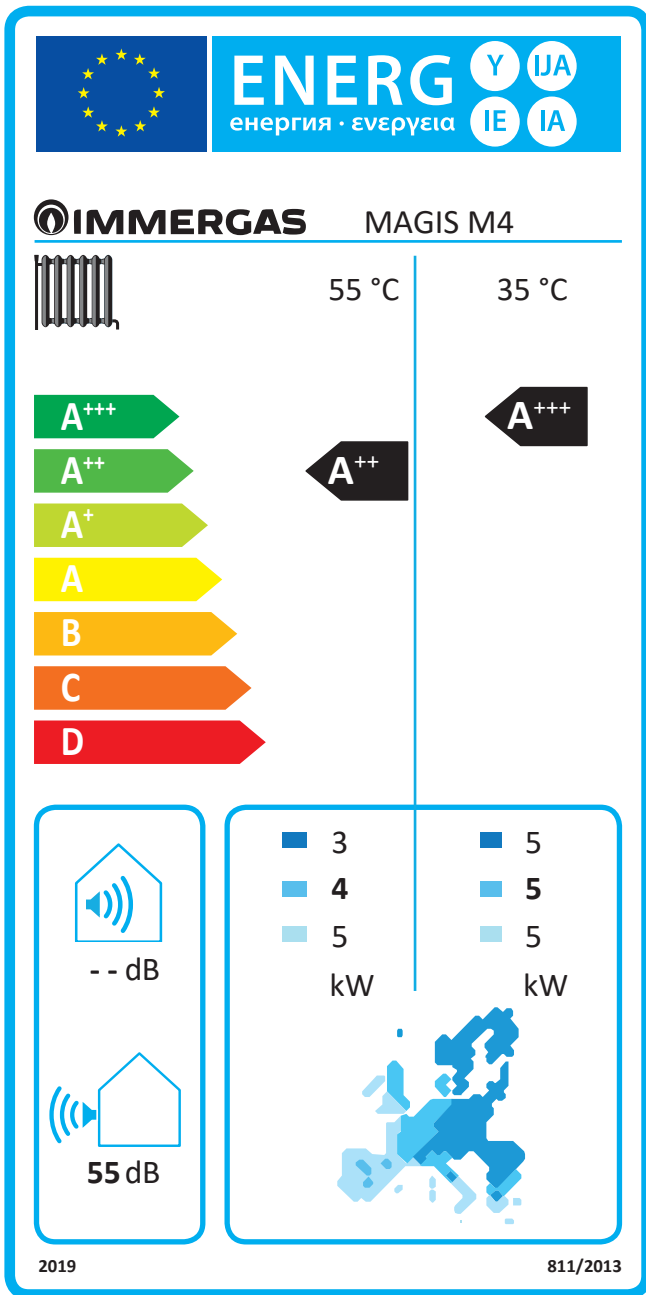 ENERG Y IJA
енергия · ενεργεια IE IA
IMMERGAS MAGIS M4
55 °C 35 °C
A+++ A+++
A++ A++
A+
A
B
C
D
3 5
4 5
5 5
kW kW
-- dB
55 dB
2019 811/2013